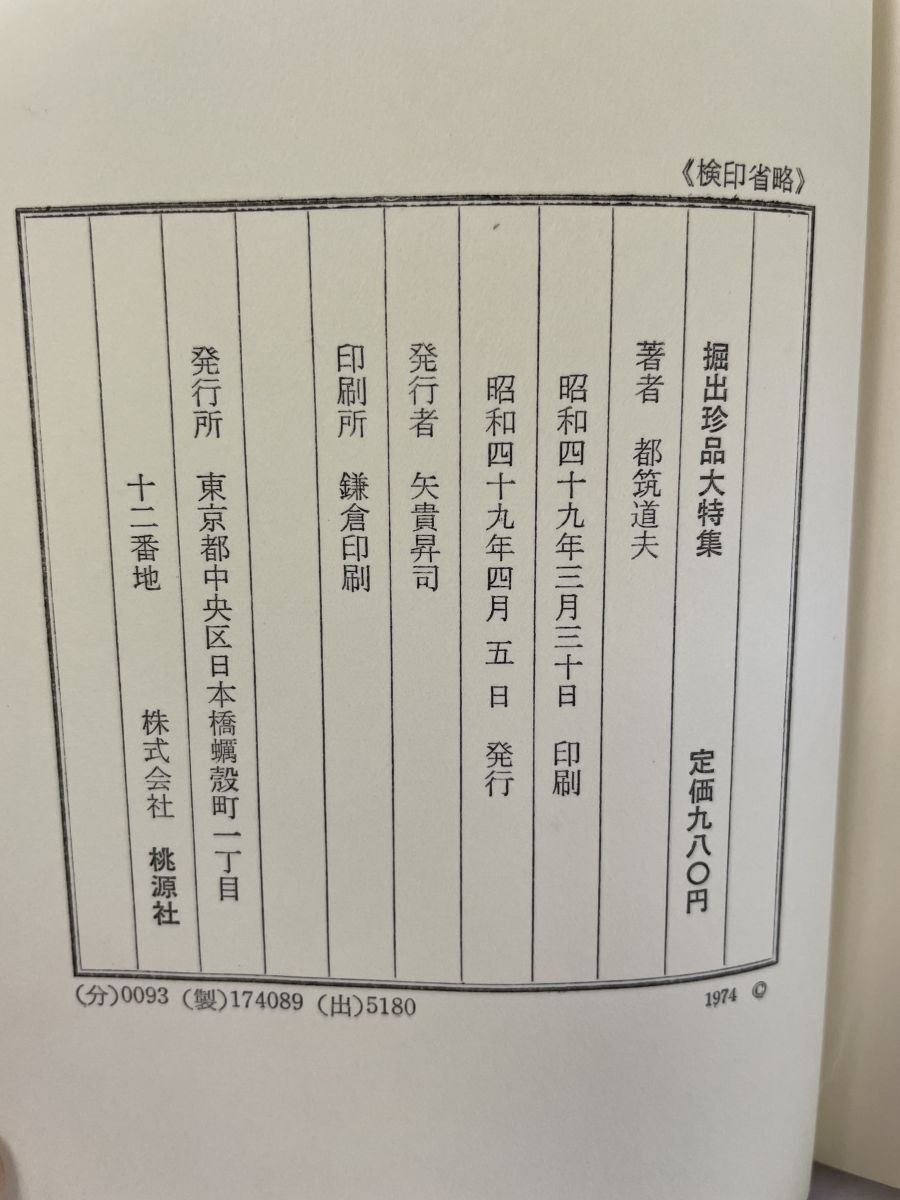 《検印省略》
掘出珍品大特集 定価九八〇円
著者 都筑道夫
昭和四十九年三月三十日 印刷
昭和四十九年四月 五 日 発行
発行者 矢貴昇司
印刷所 鎌倉印刷
発行所 東京都中央区日本橋蠣殻町一丁目
十二番地 株式会社 桃源社
(分)0093 (製)174089 (出)5180
1974 ©